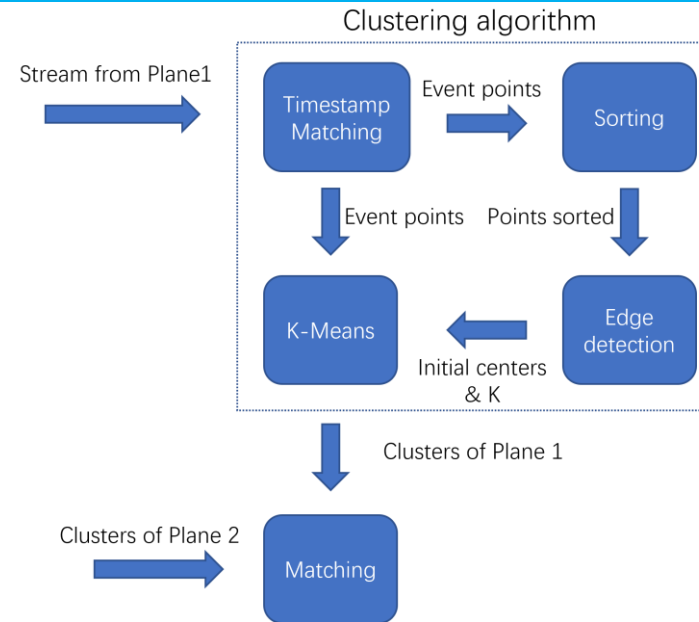 Clustering algorithm
Stream from Plane1
Timestamp
Matching
Event points
Sorting
Event points
Points sorted
K-Means
Edge
detection
Initial centers
& K
Clusters of Plane 1
Clusters of Plane 2
Matching